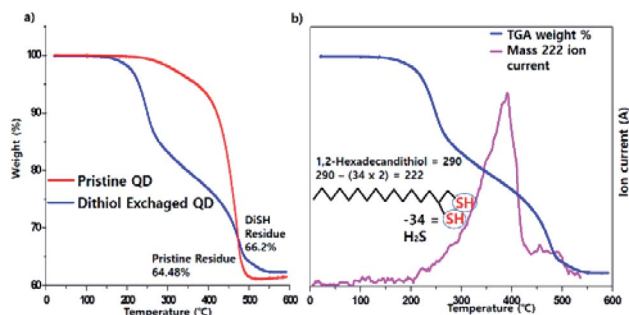 a)
100
90
80
70
60
Weight (%)
Pristine QD
Dithiol Exchaged QD
DiSH
Residue
66.2%
Pristine Residue
64.48%
0 100 200 300 400 500 600
Temperature (℃)
b)
TGA weight %
Mass 222 ion
current
1,2-Hexadecandithiol = 290
290 – (34 x 2) = 222
SH
SH
-34 =
H₂S
0 100 200 300 400 500 600
Temperature (℃)
Ion current (A)